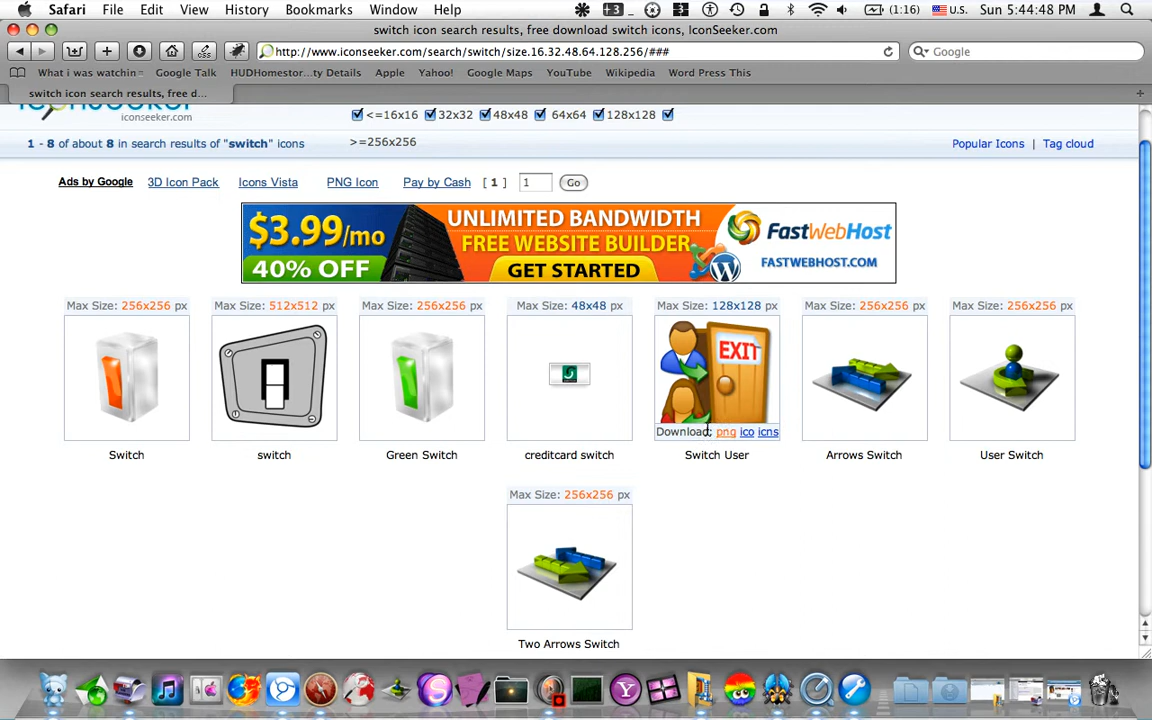 Safari File Edit View History Bookmarks Window Help (1:16) U.S. Sun 5:44:48 PM
switch icon search results, free download switch icons, IconSeeker.com
http://www.iconseeker.com/search/switch/size.16.32.48.64.128.256/### Google
What i was watchin Google Talk HUDHomestor...ty Details Apple Yahoo! Google Maps YouTube Wikipedia Word Press This
switch icon search results, free d...
iconseeker.com
<=16x16 32x32 48x48 64x64 128x128
>=256x256
1 - 8 of about 8 in search results of "switch" icons
Popular Icons | Tag cloud
Ads by Google 3D Icon Pack Icons Vista PNG Icon Pay by Cash [ 1 ] 1 Go
$3.99/mo
40% OFF
UNLIMITED BANDWIDTH
FREE WEBSITE BUILDER
GET STARTED
FastWebHost
FASTWEBHOST.COM
Max Size: 256x256 px Max Size: 512x512 px Max Size: 256x256 px Max Size: 48x48 px Max Size: 128x128 px Max Size: 256x256 px Max Size: 256x256 px
EXIT
Download: png ico icns
Switch switch Green Switch creditcard switch Switch User Arrows Switch User Switch
Max Size: 256x256 px
Two Arrows Switch